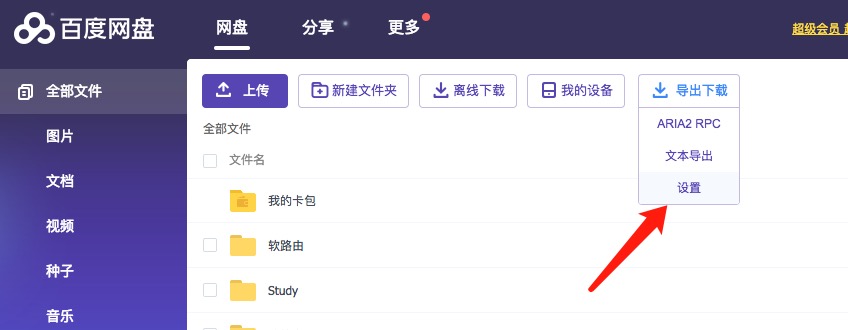 百度网盘
网盘 分享 更多
超级会员 超
全部文件
图片
文档
视频
种子
音乐
上传 新建文件夹 离线下载 我的设备 导出下载
ARIA2 RPC
文本导出
设置
全部文件
文件名
我的卡包
软路由
Study